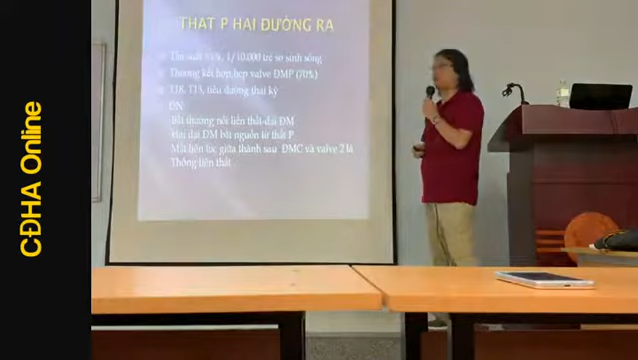 CĐHA Online
THẤT P HAI ĐƯỜNG RA
Tần suất 1/10.000 trẻ sơ sinh sống
Thường kết hợp hẹp valve ĐMP (70%)
T18, T13, tiểu đường thai kỳ
ĐN
Bất thường nối liền thất-đại ĐM
Hai đại ĐM bắt nguồn từ thất P
Mất liên tục giữa thành sau ĐMC và valve 2 lá
Thông liên thất